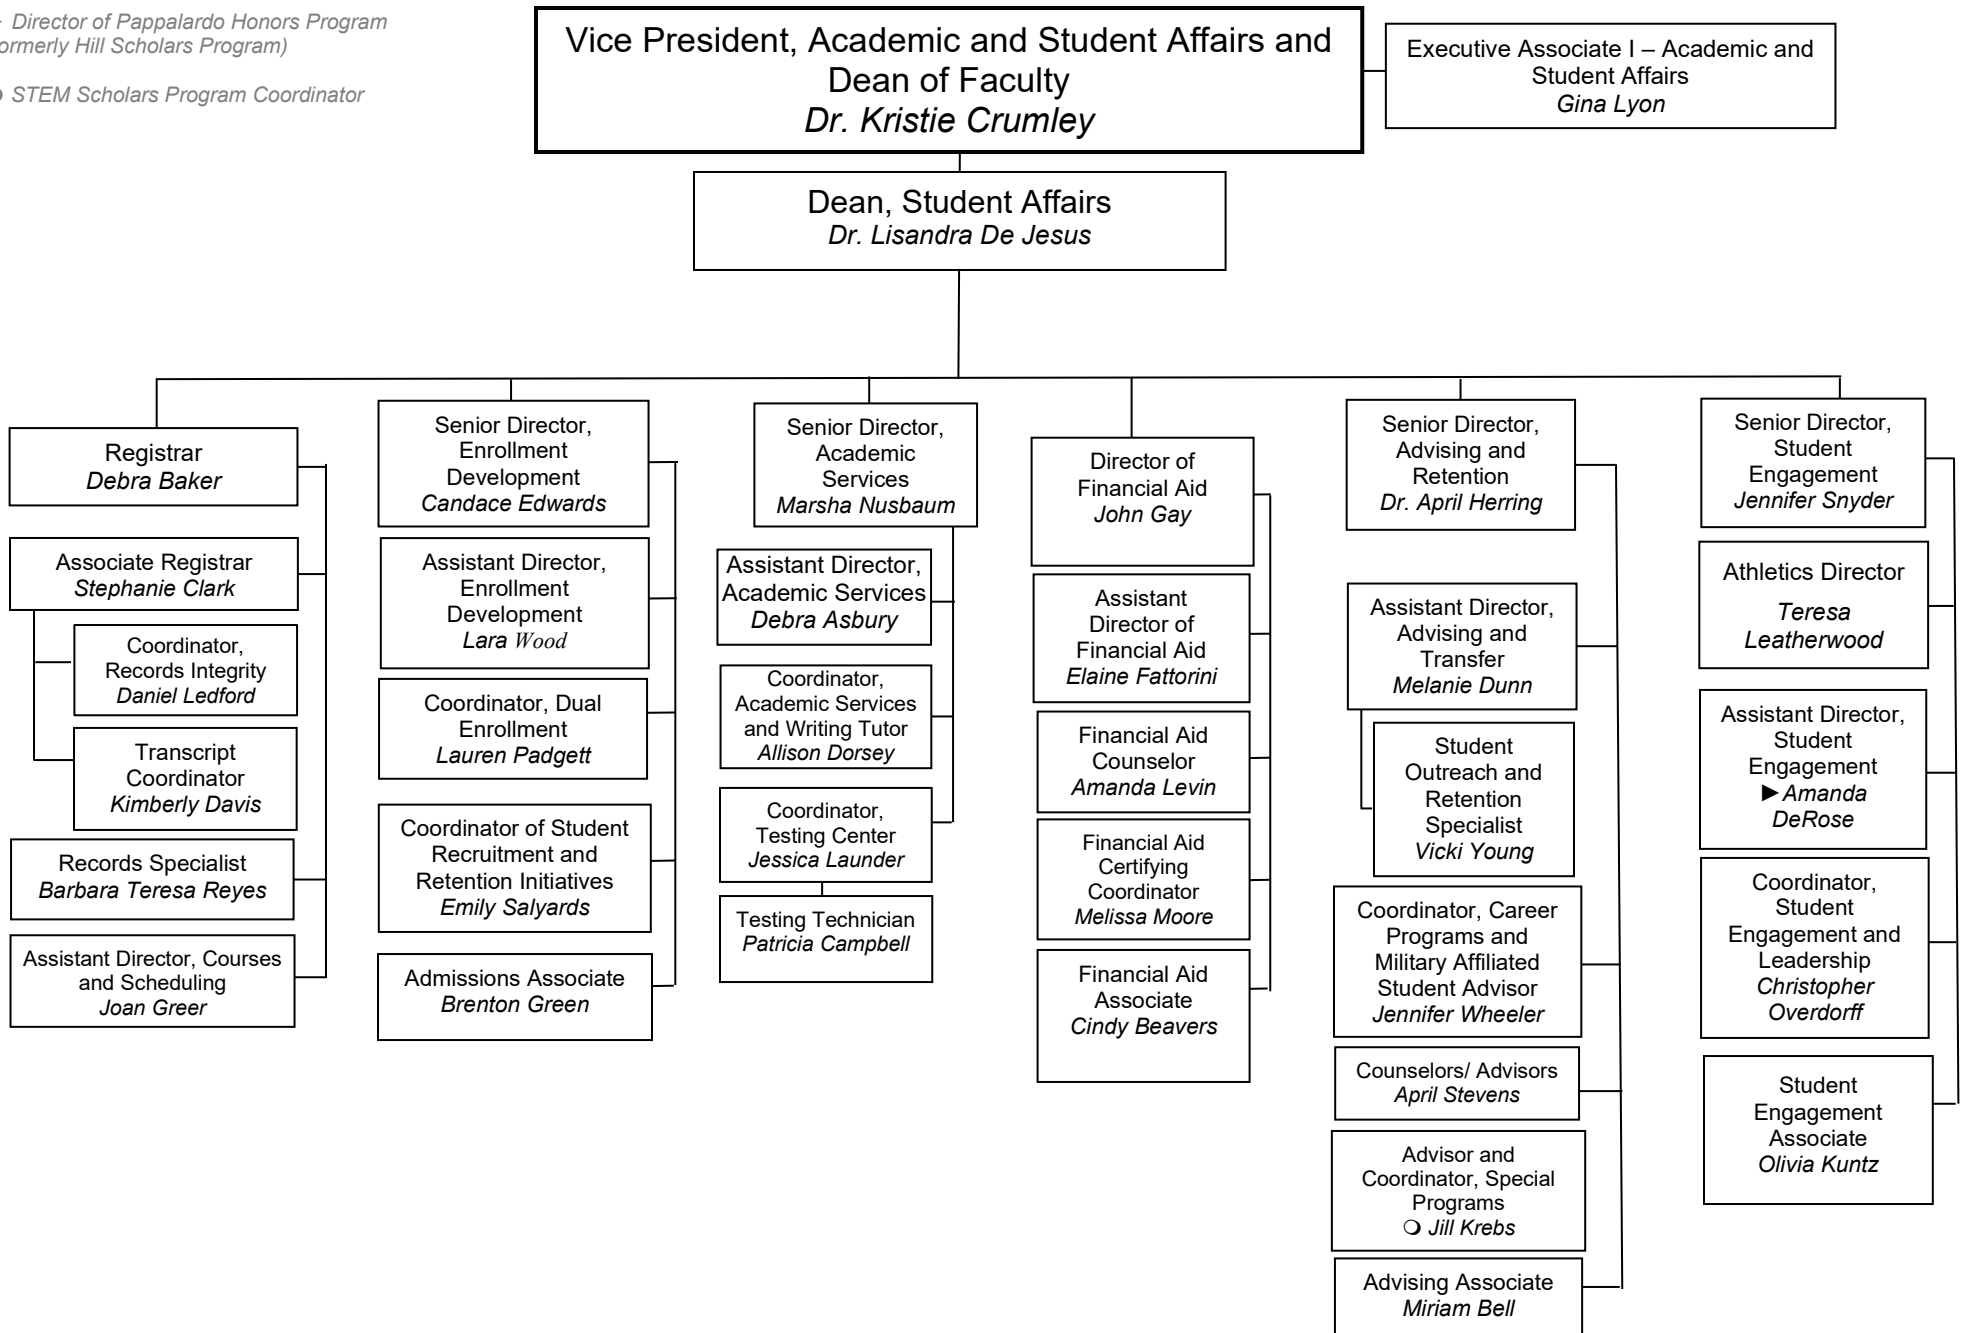 Director of Pappalardo Honors Program
ormerly Hill Scholars Program)
STEM Scholars Program Coordinator
Vice President, Academic and Student Affairs and
Dean of Faculty
Dr. Kristie Crumley
Executive Associate I – Academic and
Student Affairs
Gina Lyon
Dean, Student Affairs
Dr. Lisandra De Jesus
Registrar
Debra Baker
Associate Registrar
Stephanie Clark
Coordinator,
Records Integrity
Daniel Ledford
Transcript
Coordinator
Kimberly Davis
Records Specialist
Barbara Teresa Reyes
Assistant Director, Courses
and Scheduling
Joan Greer
Senior Director,
Enrollment
Development
Candace Edwards
Assistant Director,
Enrollment
Development
Lara Wood
Coordinator, Dual
Enrollment
Lauren Padgett
Coordinator of Student
Recruitment and
Retention Initiatives
Emily Salyards
Admissions Associate
Brenton Green
Senior Director,
Academic
Services
Marsha Nusbaum
Assistant Director,
Academic Services
Debra Asbury
Coordinator,
Academic Services
and Writing Tutor
Allison Dorsey
Coordinator,
Testing Center
Jessica Launder
Testing Technician
Patricia Campbell
Director of
Financial Aid
John Gay
Assistant
Director of
Financial Aid
Elaine Fattorini
Financial Aid
Counselor
Amanda Levin
Financial Aid
Certifying
Coordinator
Melissa Moore
Financial Aid
Associate
Cindy Beavers
Senior Director,
Advising and
Retention
Dr. April Herring
Assistant Director,
Advising and
Transfer
Melanie Dunn
Student
Outreach and
Retention
Specialist
Vicki Young
Coordinator, Career
Programs and
Military Affiliated
Student Advisor
Jennifer Wheeler
Counselors/ Advisors
April Stevens
Advisor and
Coordinator, Special
Programs
❍ Jill Krebs
Advising Associate
Miriam Bell
Senior Director,
Student
Engagement
Jennifer Snyder
Athletics Director
Teresa
Leatherwood
Assistant Director,
Student
Engagement
►Amanda
DeRose
Coordinator,
Student
Engagement and
Leadership
Christopher
Overdorff
Student
Engagement
Associate
Olivia Kuntz